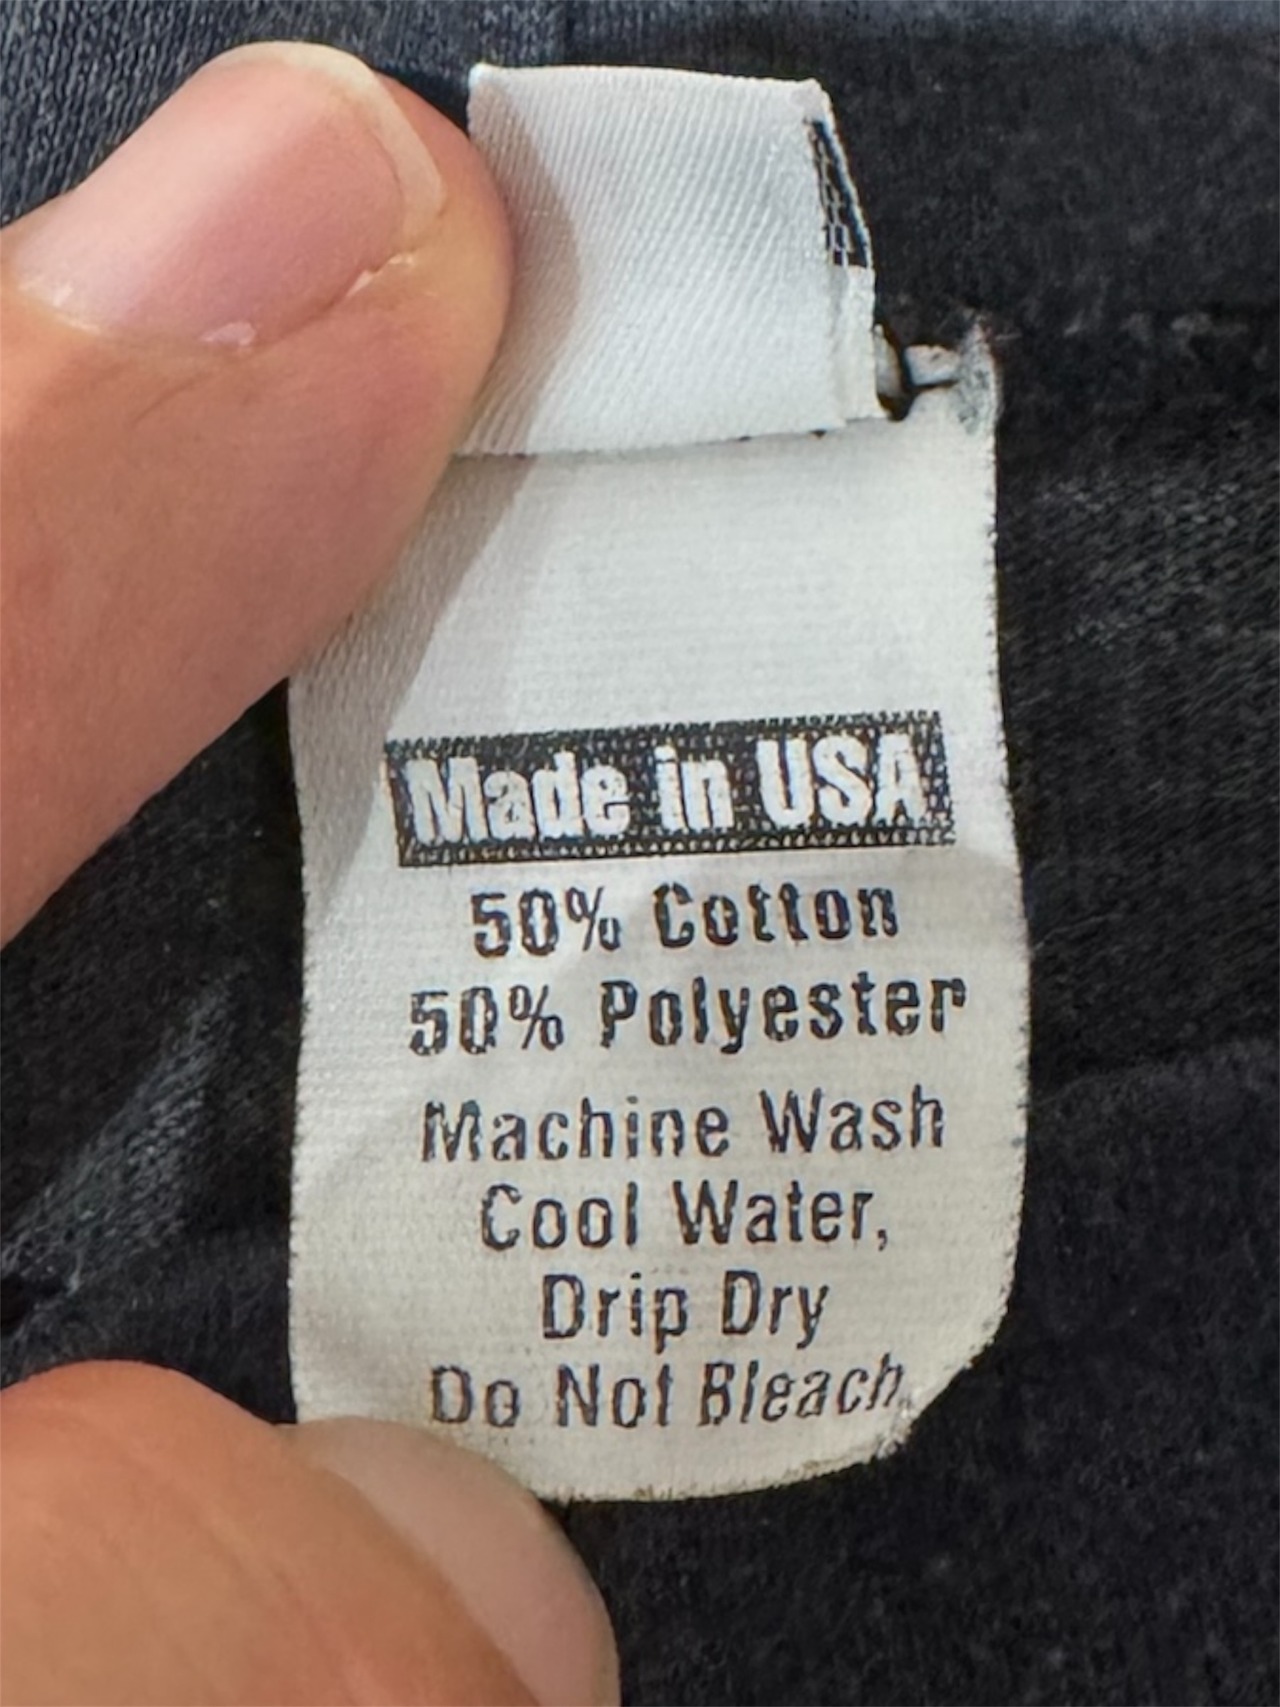 Made in USA
50% Cotton
50% Polyester
Machine Wash
Cool Water,
Drip Dry
Do Not Bleach